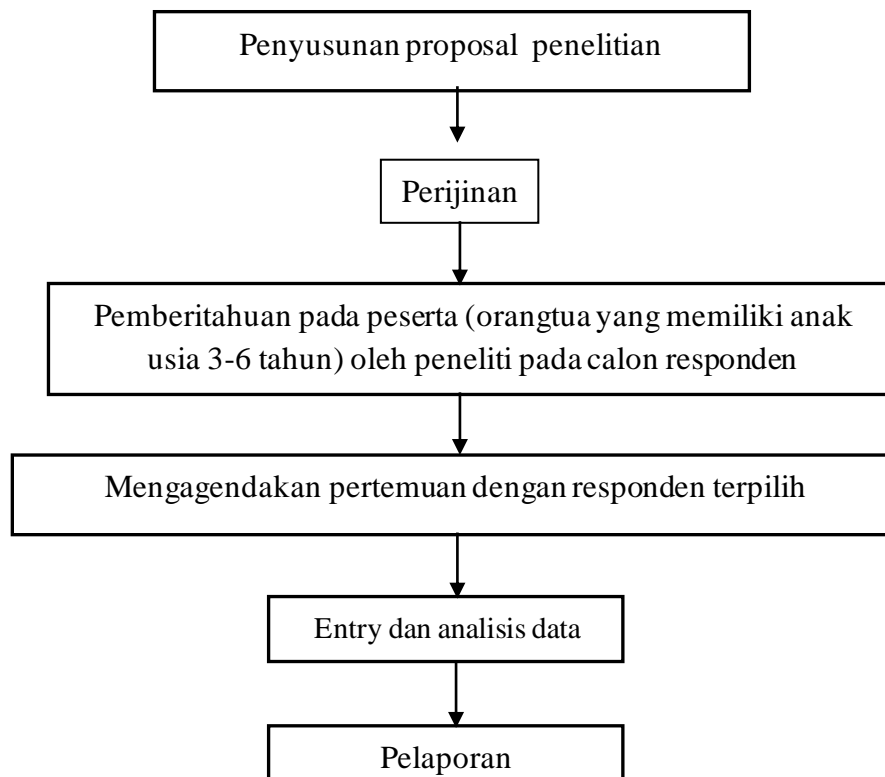 Penyusunan proposal penelitian
Perijinan
Pemberitahuan pada peserta (orangtua yang memiliki anak
usia 3-6 tahun) oleh peneliti pada calon responden
Mengagendakan pertemuan dengan responden terpilih
Entry dan analisis data
Pelaporan